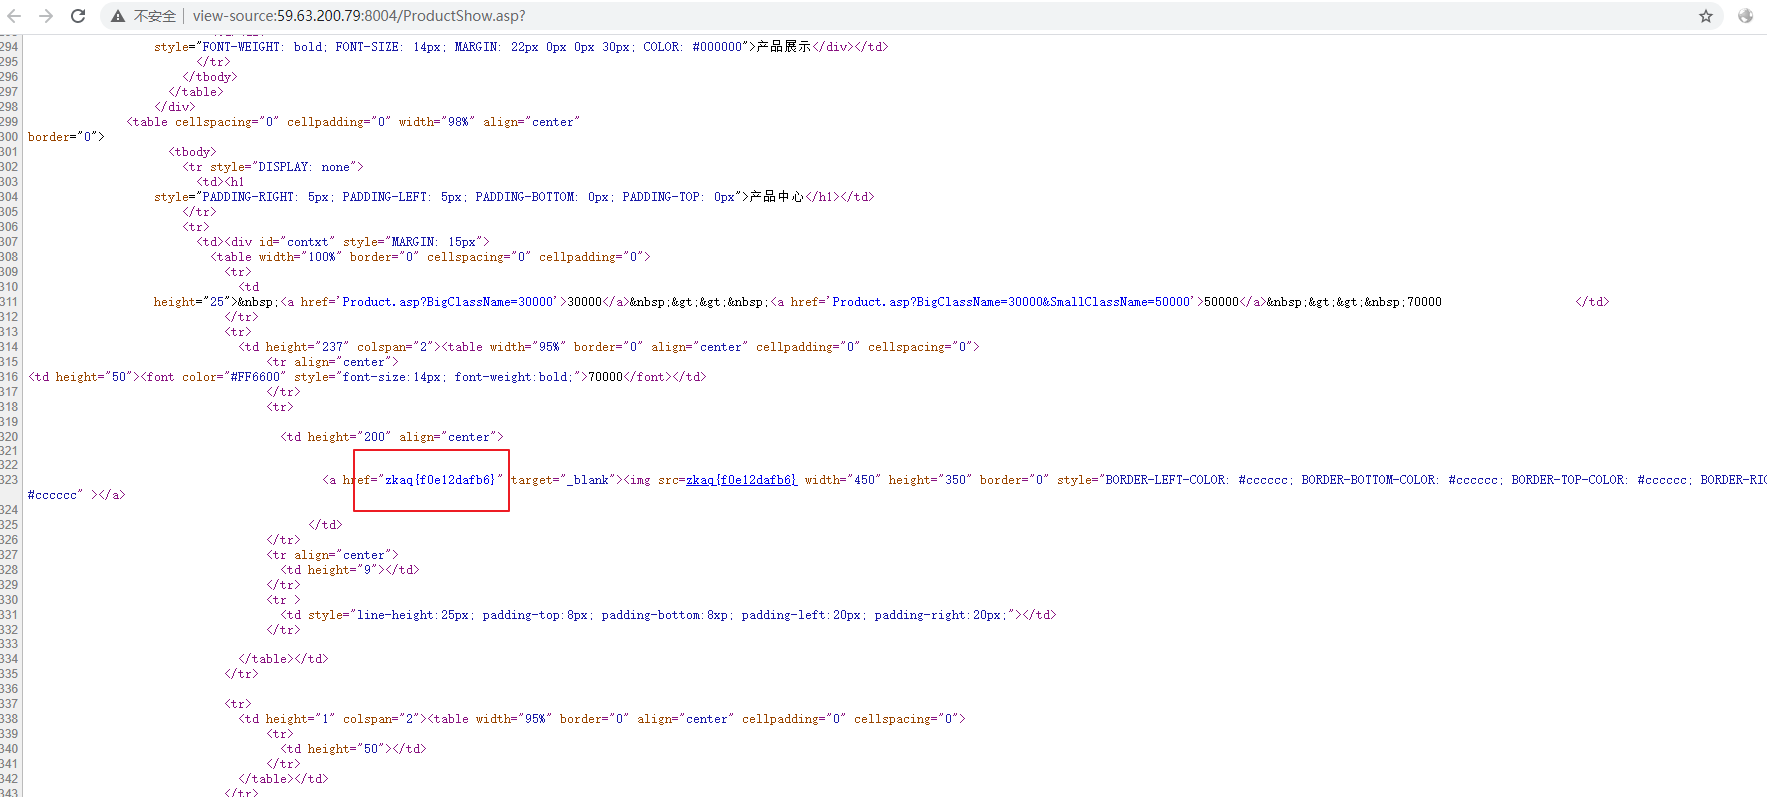 不安全 | view-source:59.63.200.79:8004/ProductShow.asp?
294 style="FONT-WEIGHT: bold; FONT-SIZE: 14px; MARGIN: 22px 0px 0px 30px; COLOR: #000000">产品展示</div></td>
295 </tr>
296 </tbody>
297 </table>
298 </div>
299 <table cellspacing="0" cellpadding="0" width="98%" align="center"
300 border="0">
301 <tbody>
302 <tr style="DISPLAY: none">
303 <td><h1
304 style="PADDING-RIGHT: 5px; PADDING-LEFT: 5px; PADDING-BOTTOM: 0px; PADDING-TOP: 0px">产品中心</h1></td>
305 </tr>
306 <tr>
307 <td><div id="contxt" style="MARGIN: 15px">
308 <table width="100%" border="0" cellspacing="0" cellpadding="0">
309 <tr>
310 <td
311 height="25">&nbsp;<a href='Product.asp?BigClassName=30000'>30000</a>&nbsp;&gt;&gt;&nbsp;<a href='Product.asp?BigClassName=30000&SmallClassName=50000'>50000</a>&nbsp;&gt;&gt;&nbsp;70000 </td>
312 </tr>
313 <tr>
314 <td height="237" colspan="2"><table width="95%" border="0" align="center" cellpadding="0" cellspacing="0">
315 <tr align="center">
316 <td height="50"><font color="#FF6600" style="font-size:14px; font-weight:bold;">70000</font></td>
317 </tr>
318 <tr>
319
320 <td height="200" align="center">
321
322
323 <a href="zkaq{f0e12dafb6}" target="_blank"><img src=zkaq{f0e12dafb6} width="450" height="350" border="0" style="BORDER-LEFT-COLOR: #cccccc; BORDER-BOTTOM-COLOR: #cccccc; BORDER-TOP-COLOR: #cccccc; BORDER-RIG
#cccccc" ></a>
324
325 </td>
326 </tr>
327 <tr align="center">
328 <td height="9"></td>
329 </tr>
330 <tr >
331 <td style="line-height:25px; padding-top:8px; padding-bottom:8xp; padding-left:20px; padding-right:20px;"></td>
332 </tr>
333
334 </table></td>
335 </tr>
336
337 <tr>
338 <td height="1" colspan="2"><table width="95%" border="0" align="center" cellpadding="0" cellspacing="0">
339 <tr>
340 <td height="50"></td>
341 </tr>
342 </table></td>
343 </tr>